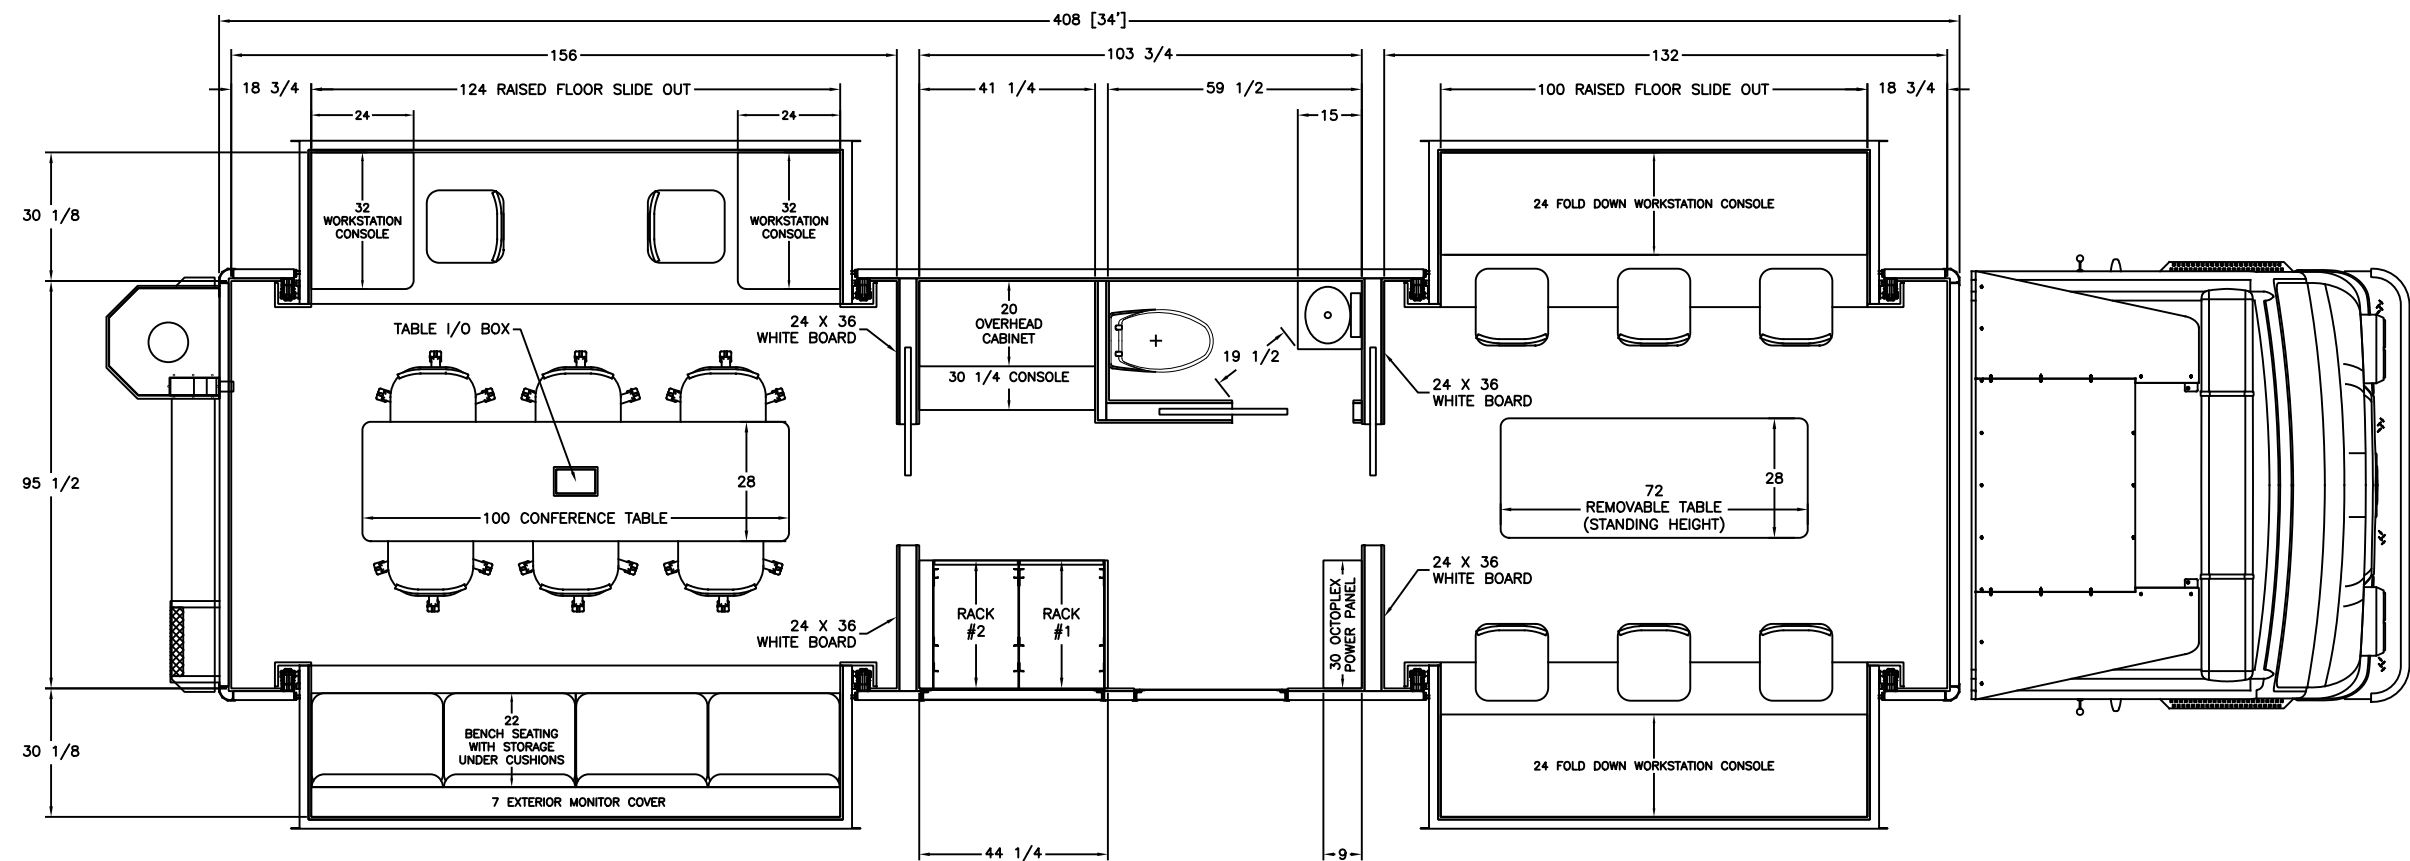 408 [34']
156
103 3/4
132
18 3/4
124 RAISED FLOOR SLIDE OUT
41 1/4
59 1/2
100 RAISED FLOOR SLIDE OUT
18 3/4
24
24
15
30 1/8
32
WORKSTATION
CONSOLE
32
WORKSTATION
CONSOLE
24 FOLD DOWN WORKSTATION CONSOLE
TABLE I/O BOX
24 X 36
WHITE BOARD
20
OVERHEAD
CABINET
30 1/4 CONSOLE
19 1/2
24 X 36
WHITE BOARD
95 1/2
28
100 CONFERENCE TABLE
28
72
REMOVABLE TABLE
(STANDING HEIGHT)
24 X 36
WHITE BOARD
24 X 36
WHITE BOARD
RACK
#2
RACK
#1
30 OCTOPLEX
POWER PANEL
30 1/8
22
BENCH SEATING
WITH STORAGE
UNDER CUSHIONS
7 EXTERIOR MONITOR COVER
24 FOLD DOWN WORKSTATION CONSOLE
44 1/4
9